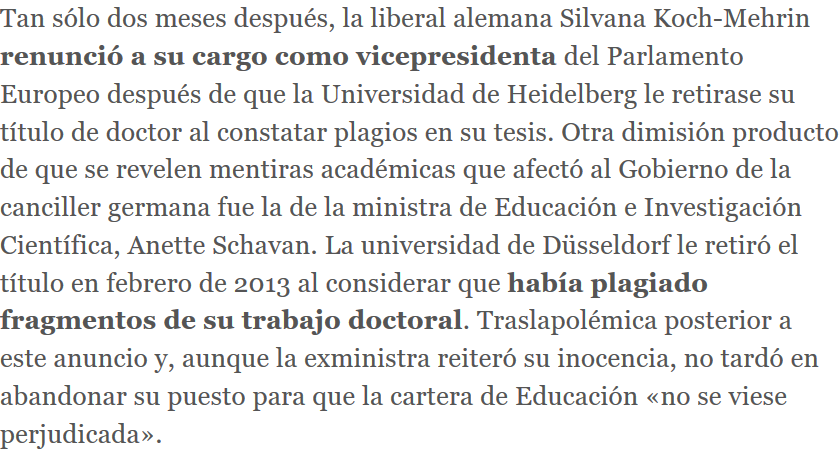 Tan sólo dos meses después, la liberal alemana Silvana Koch-Mehrin
renunció a su cargo como vicepresidenta del Parlamento
Europeo después de que la Universidad de Heidelberg le retirase su
título de doctor al constatar plagios en su tesis. Otra dimisión producto
de que se revelen mentiras académicas que afectó al Gobierno de la
canciller germana fue la de la ministra de Educación e Investigación
Científica, Anette Schavan. La universidad de Düsseldorf le retiró el
título en febrero de 2013 al considerar que había plagiado
fragmentos de su trabajo doctoral. Traslapolémica posterior a
este anuncio y, aunque la exministra reiteró su inocencia, no tardó en
abandonar su puesto para que la cartera de Educación «no se viese
perjudicada».